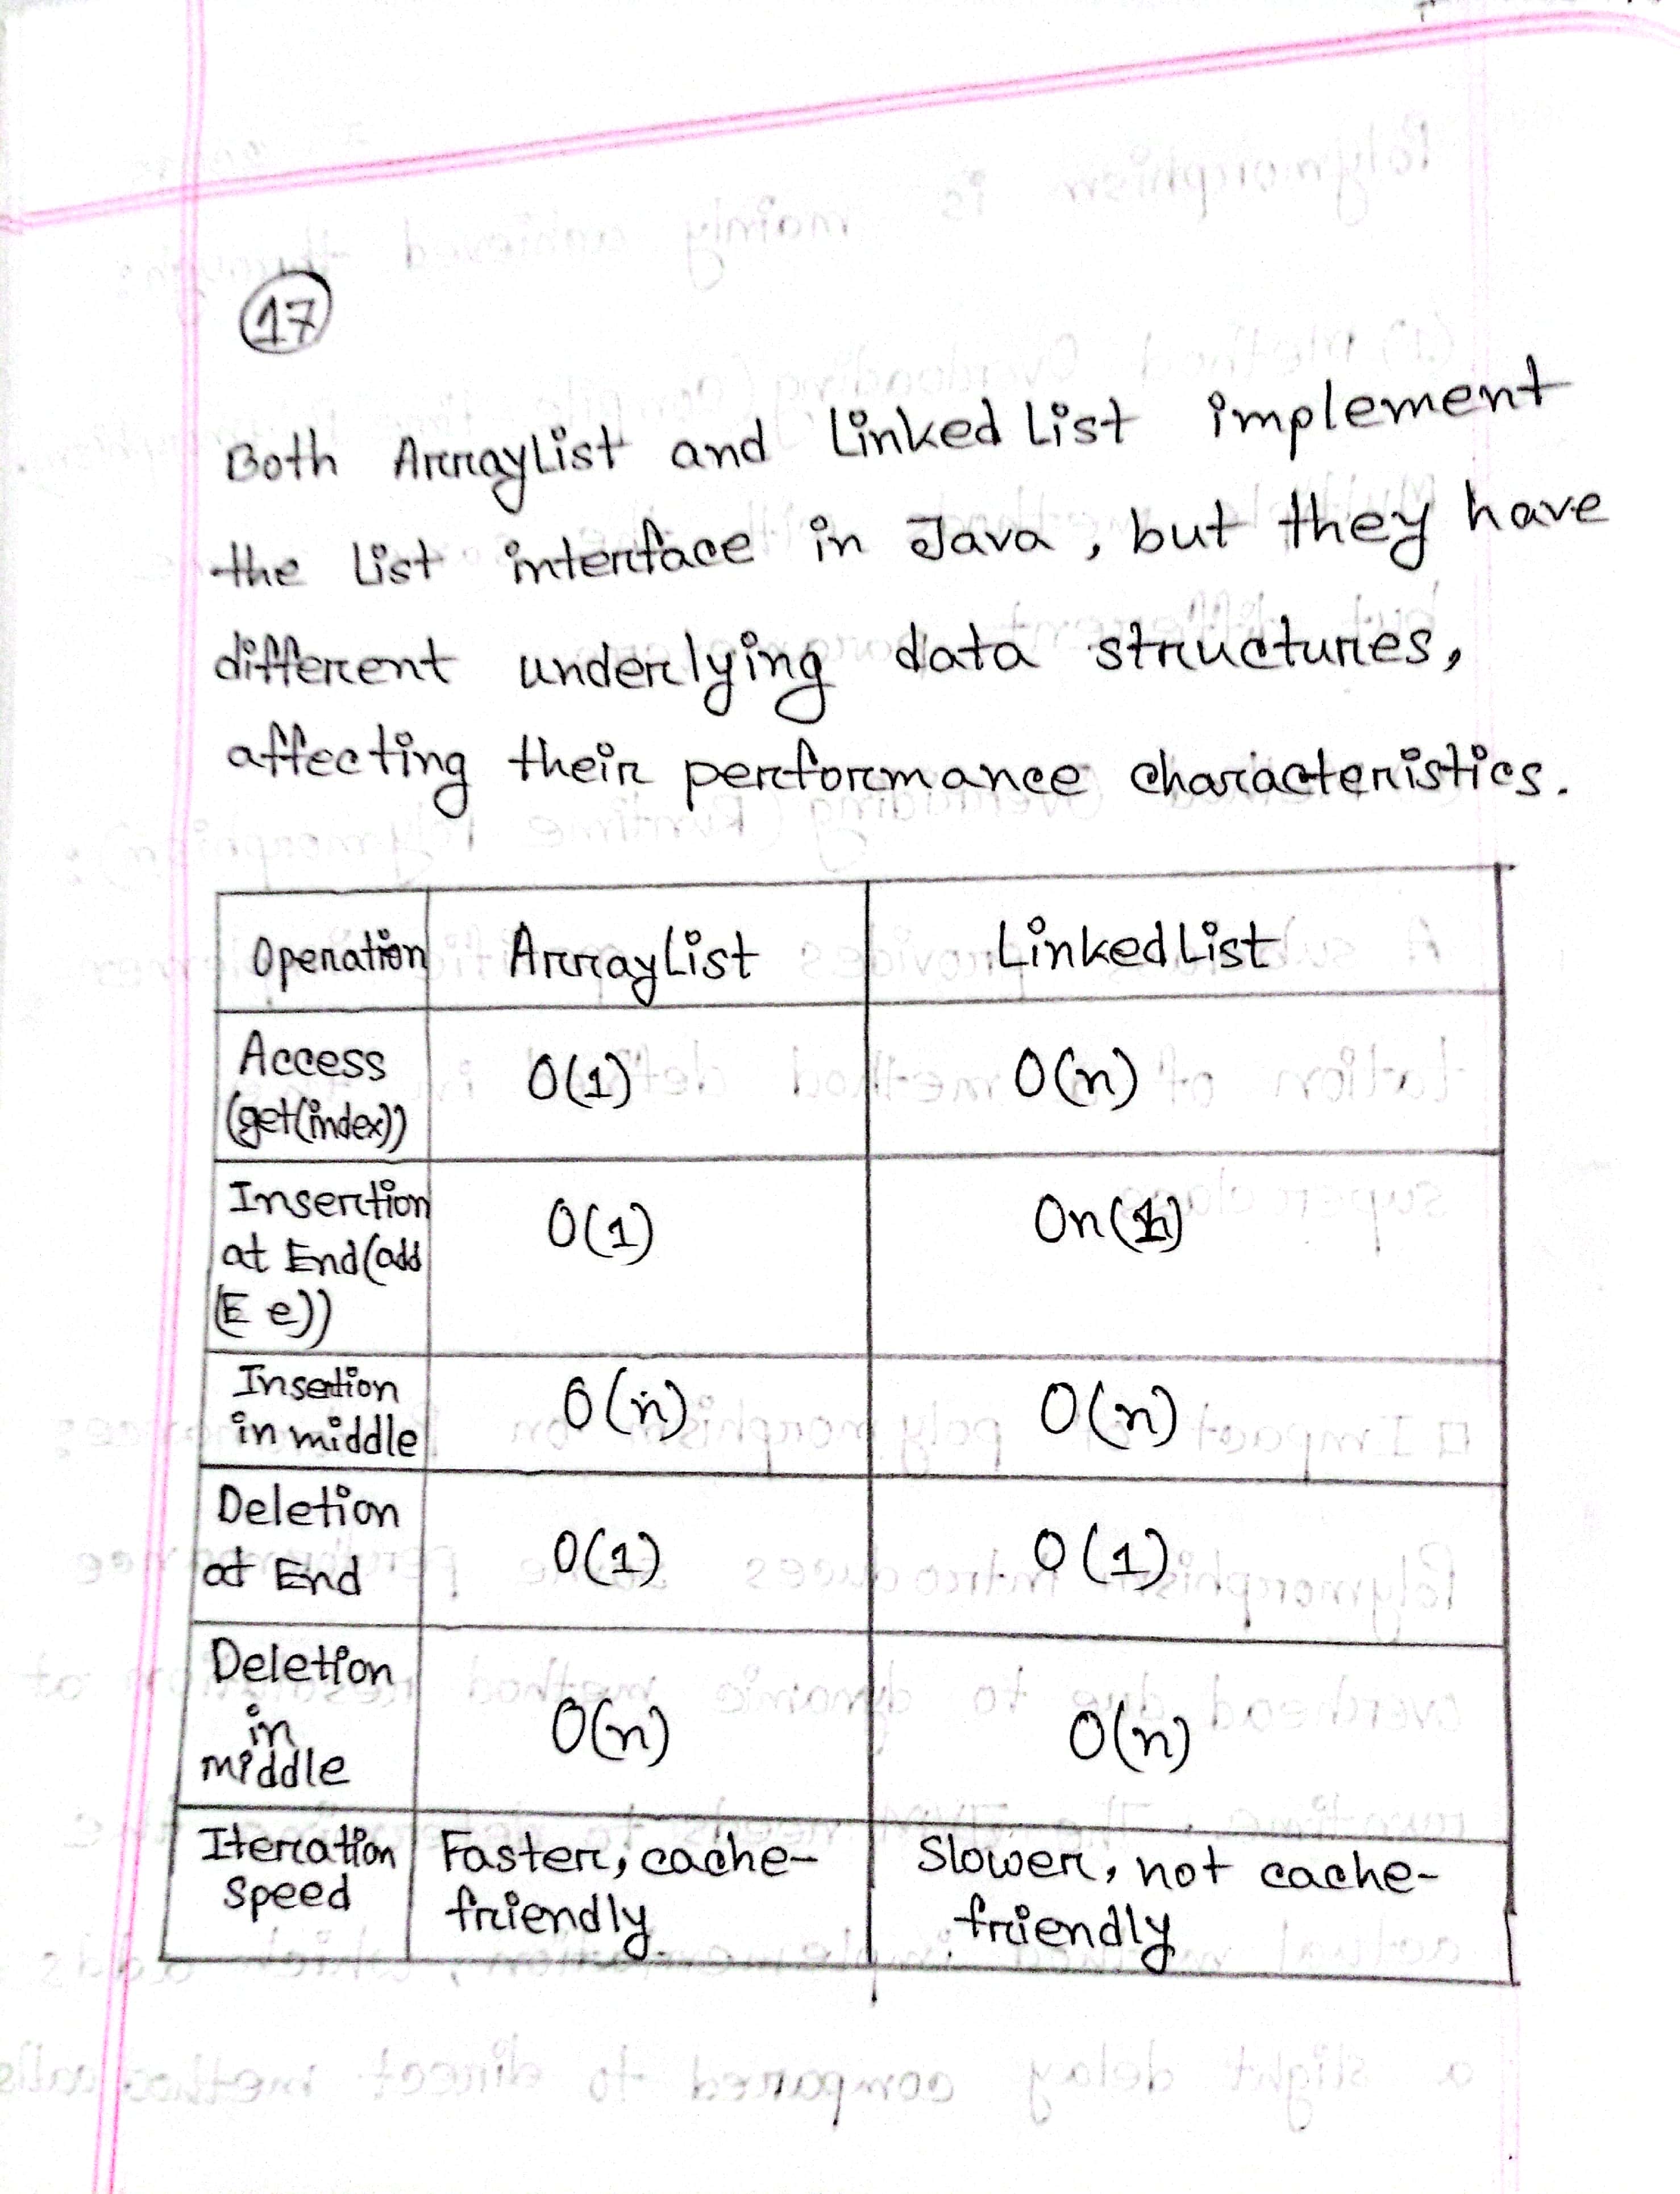 17
Both ArrayList and Linked List implement
the List interface in Java, but they have
different underlying data structures,
affecting their performance characteristics.
Operation ArrayList LinkedList
Access
(get(index))
O(1) O(n)
Insertion
at End(add
(E e))
O(1) On(1)
Insetion
in middle
O(n) O(n)
Deletion
at End
O(1) O(1)
Deletion
in
middle
O(n) O(n)
Iteration
speed
Faster, cache-
friendly
Slower, not cache-
friendly